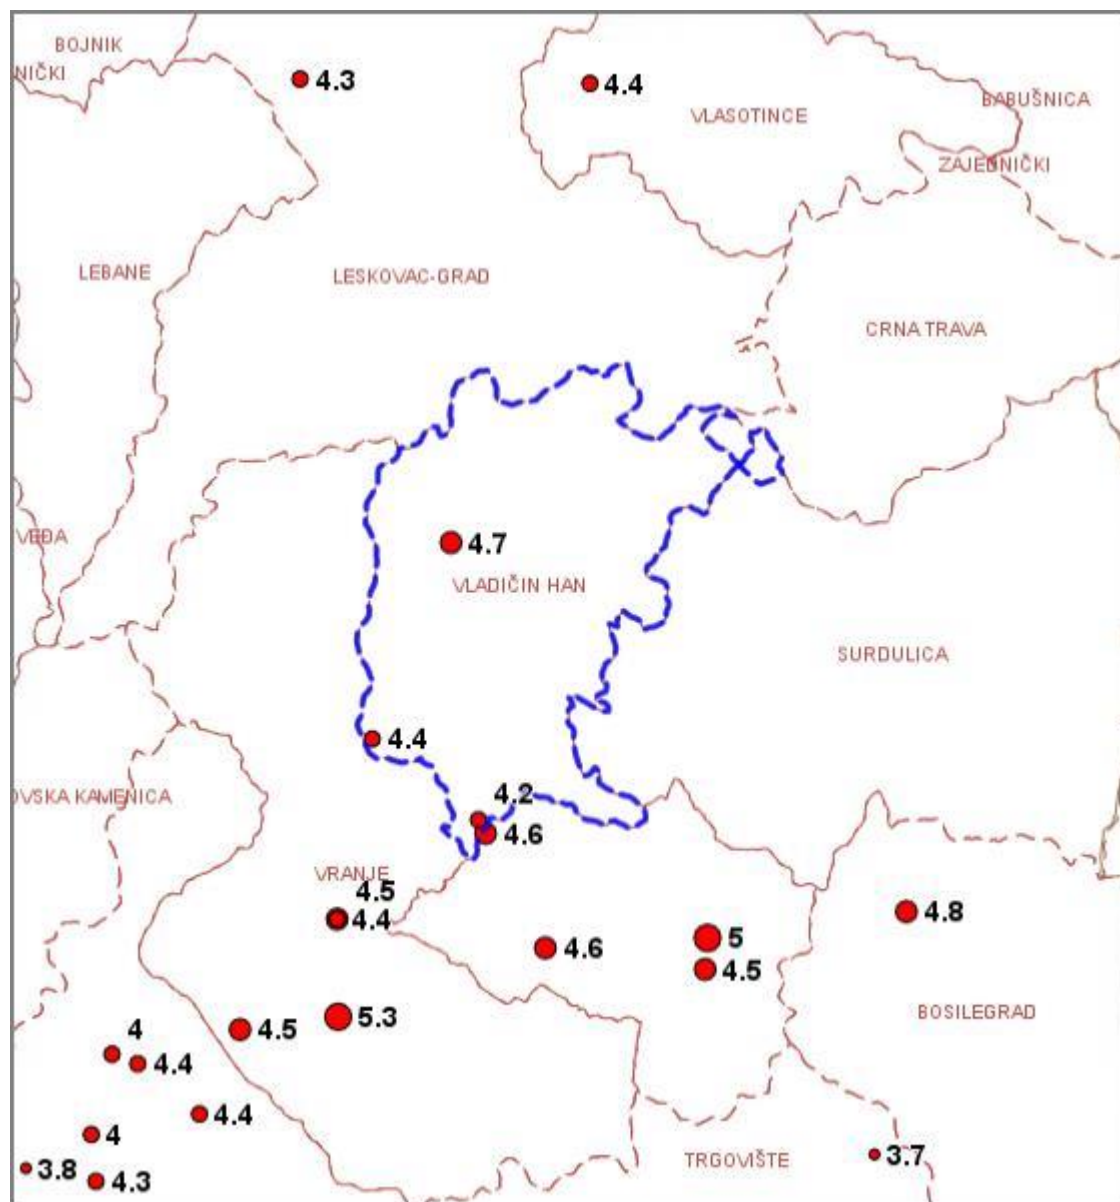 BOJNIK
NIČKI
4.3
4.4
VLASOTINCE
BABUŠNICA
ZAJEDNIČKI
LEBANE
LESKOVAC-GRAD
CRNA TRAVA
VEĐA
4.7
VLADIČIN HAN
SURDULICA
4.4
OVSKA KAMENICA
4.2
4.6
VRANJE
4.5
4.4
4.8
5
4.6
4.5
5.3
4.5
BOSILEGRAD
4
4.4
4.4
4
3.8
4.3
TRGOVIŠTE
3.7